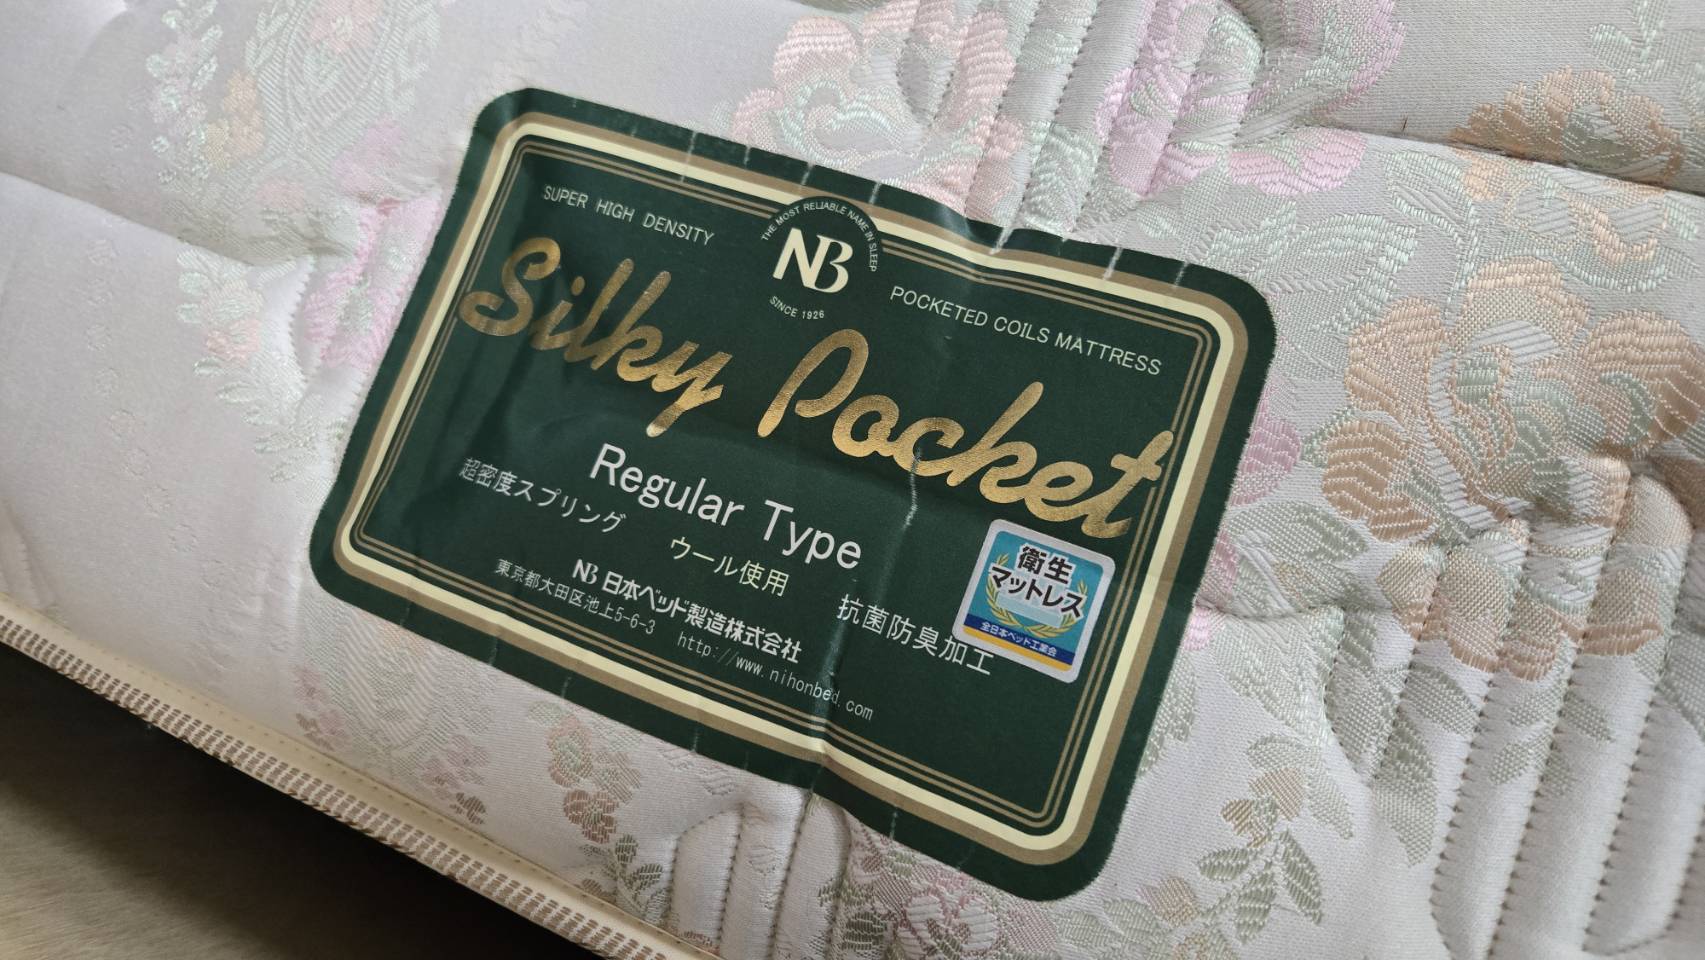 SUPER HIGH DENSITY
THE MOST RELIABLE NAME IN SLEEP
NB
SINCE 1926
POCKETED COILS MATTRESS
Silky Pocket
Regular Type
超密度スプリング ウール使用 抗菌防臭加工
NB 日本ベッド製造株式会社
東京都大田区池上5-6-3 http://www.nihonbed.com
衛生
マットレス
全日本ベッド工業会